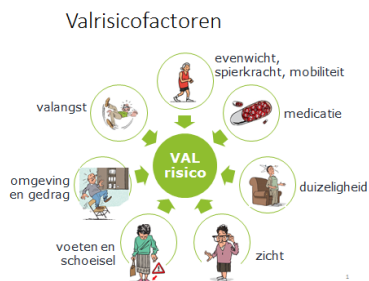 Valrisicofactoren
evenwicht,
spierkracht, mobiliteit
valangst
medicatie
VAL
risico
omgeving
en gedrag
duizeligheid
voeten en
schoeisel
zicht
1